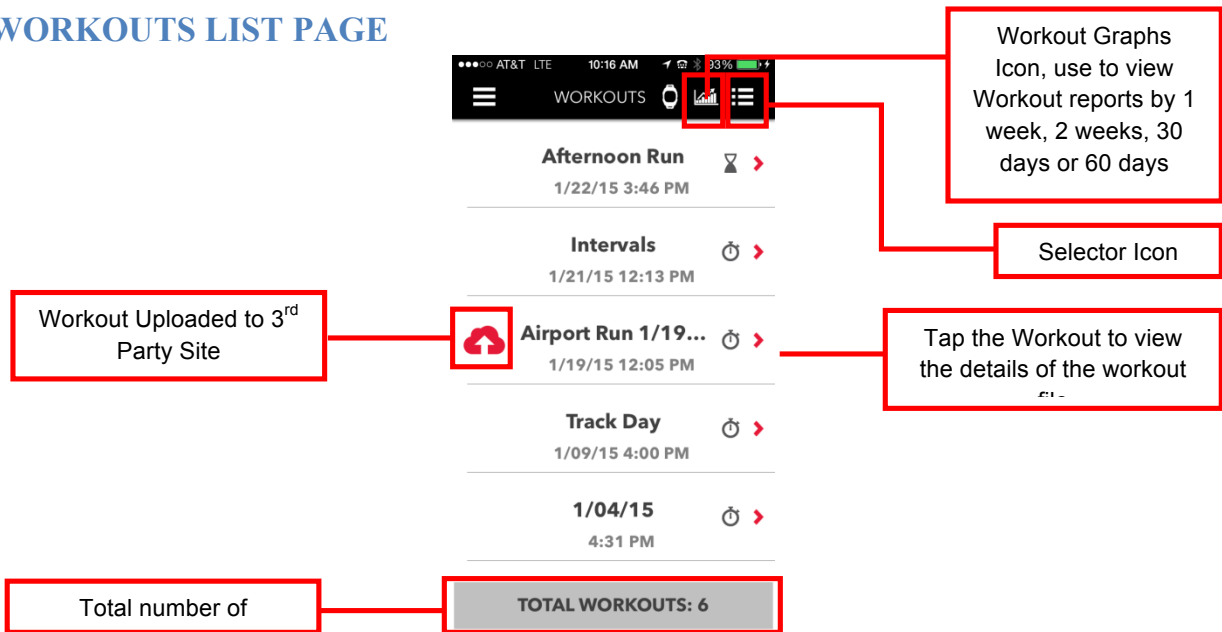 WORKOUTS LIST PAGE
Workout Graphs
Icon, use to view
Workout reports by 1
week, 2 weeks, 30
days or 60 days
AT&T LTE 10:16 AM 93%
WORKOUTS
Afternoon Run
1/22/15 3:46 PM
Selector Icon
Intervals
1/21/15 12:13 PM
Workout Uploaded to 3rd
Party Site
Airport Run 1/19...
1/19/15 12:05 PM
Tap the Workout to view
the details of the workout
Track Day
1/09/15 4:00 PM
1/04/15
4:31 PM
Total number of
TOTAL WORKOUTS: 6